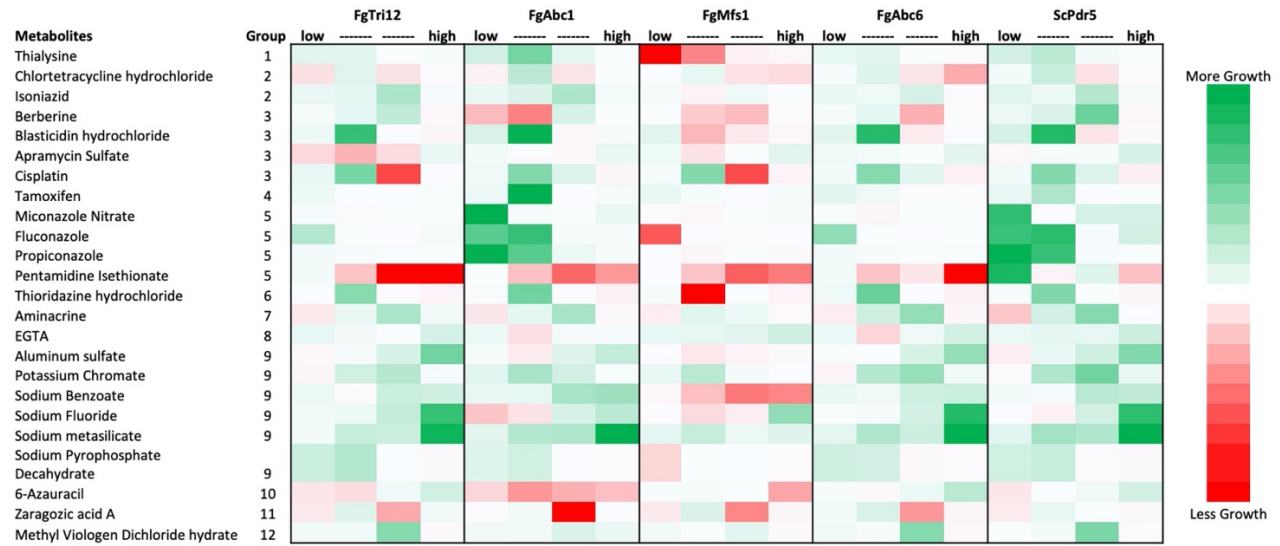 FgTri12 FgAbc1 FgMfs1 FgAbc6 ScPdr5
Metabolites Group low ------- ------- high low ------- ------- high low ------- ------- high low ------- ------- high low ------- ------- high
Thialysine 1
Chlortetracycline hydrochloride 2
Isoniazid 2
Berberine 3
Blasticidin hydrochloride 3
Apramycin Sulfate 3
Cisplatin 3
Tamoxifen 4
Miconazole Nitrate 5
Fluconazole 5
Propiconazole 5
Pentamidine Isethionate 5
Thioridazine hydrochloride 6
Aminacrine 7
EGTA 8
Aluminum sulfate 9
Potassium Chromate 9
Sodium Benzoate 9
Sodium Fluoride 9
Sodium metasilicate 9
Sodium Pyrophosphate
Decahydrate 9
6-Azauracil 10
Zaragozic acid A 11
Methyl Viologen Dichloride hydrate 12
More Growth
Less Growth